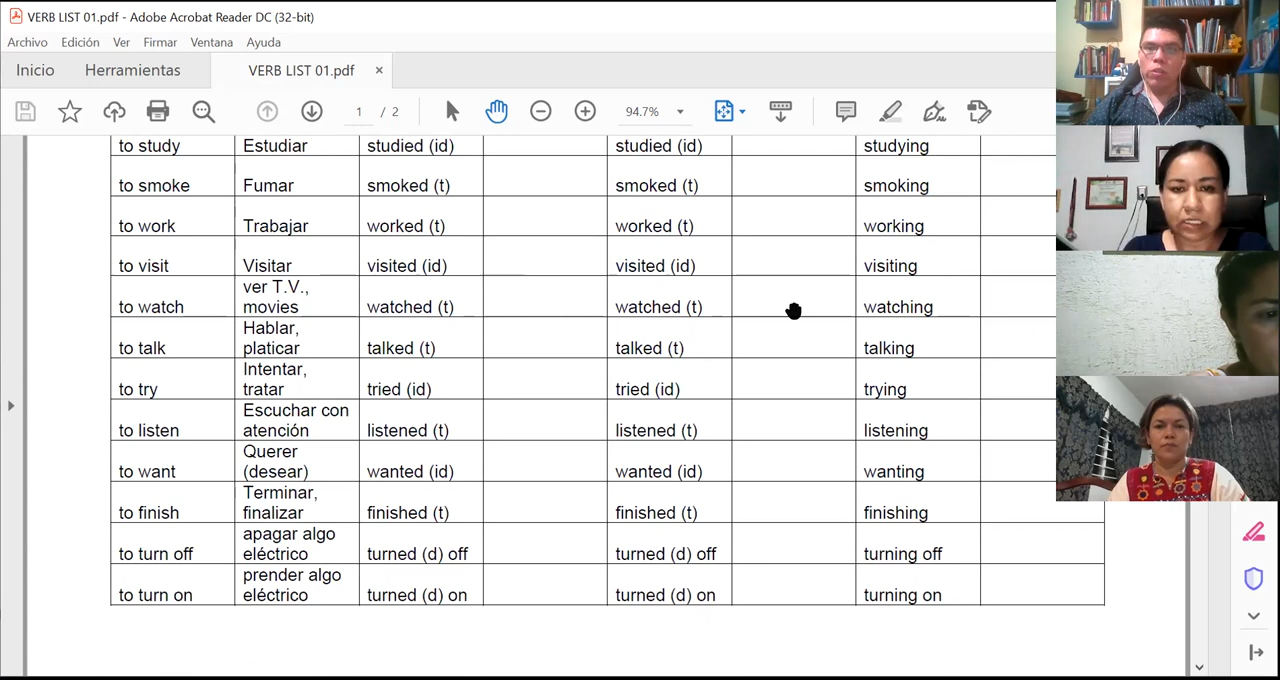 VERB LIST 01.pdf - Adobe Acrobat Reader DC (32-bit)
Archivo Edición Ver Firmar Ventana Ayuda
Inicio Herramientas VERB LIST 01.pdf ×
1 / 2 94.7%
to study Estudiar studied (id) studied (id) studying
to smoke Fumar smoked (t) smoked (t) smoking
to work Trabajar worked (t) worked (t) working
to visit Visitar visited (id) visited (id) visiting
ver T.V.,
to watch movies watched (t) watched (t) watching
Hablar,
to talk platicar talked (t) talked (t) talking
Intentar,
to try tratar tried (id) tried (id) trying
Escuchar con
to listen atención listened (t) listened (t) listening
Querer
to want (desear) wanted (id) wanted (id) wanting
Terminar,
to finish finalizar finished (t) finished (t) finishing
apagar algo
to turn off eléctrico turned (d) off turned (d) off turning off
prender algo
to turn on eléctrico turned (d) on turned (d) on turning on